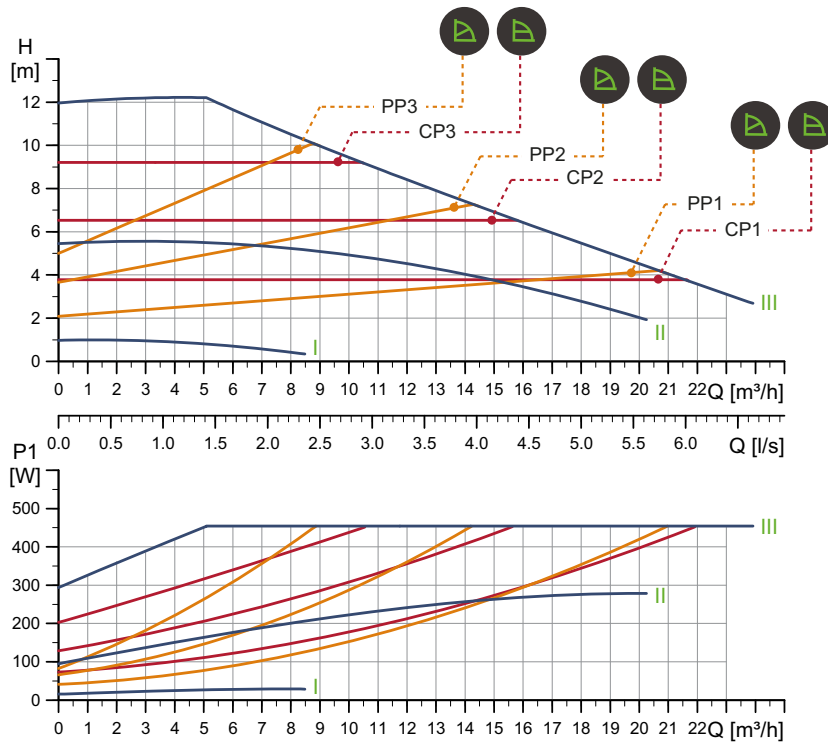 H
[m]
PP3
CP3
PP2
CP2
PP1
CP1
12
10
8
6
4
2
0
III
II
I
0 1 2 3 4 5 6 7 8 9 10 11 12 13 14 15 16 17 18 19 20 21 22 Q [m³/h]
0.0 0.5 1.0 1.5 2.0 2.5 3.0 3.5 4.0 4.5 5.0 5.5 6.0 Q [l/s]
P1
[W]
500
400
300
200
100
0
III
II
I
0 1 2 3 4 5 6 7 8 9 10 11 12 13 14 15 16 17 18 19 20 21 22 Q [m³/h]